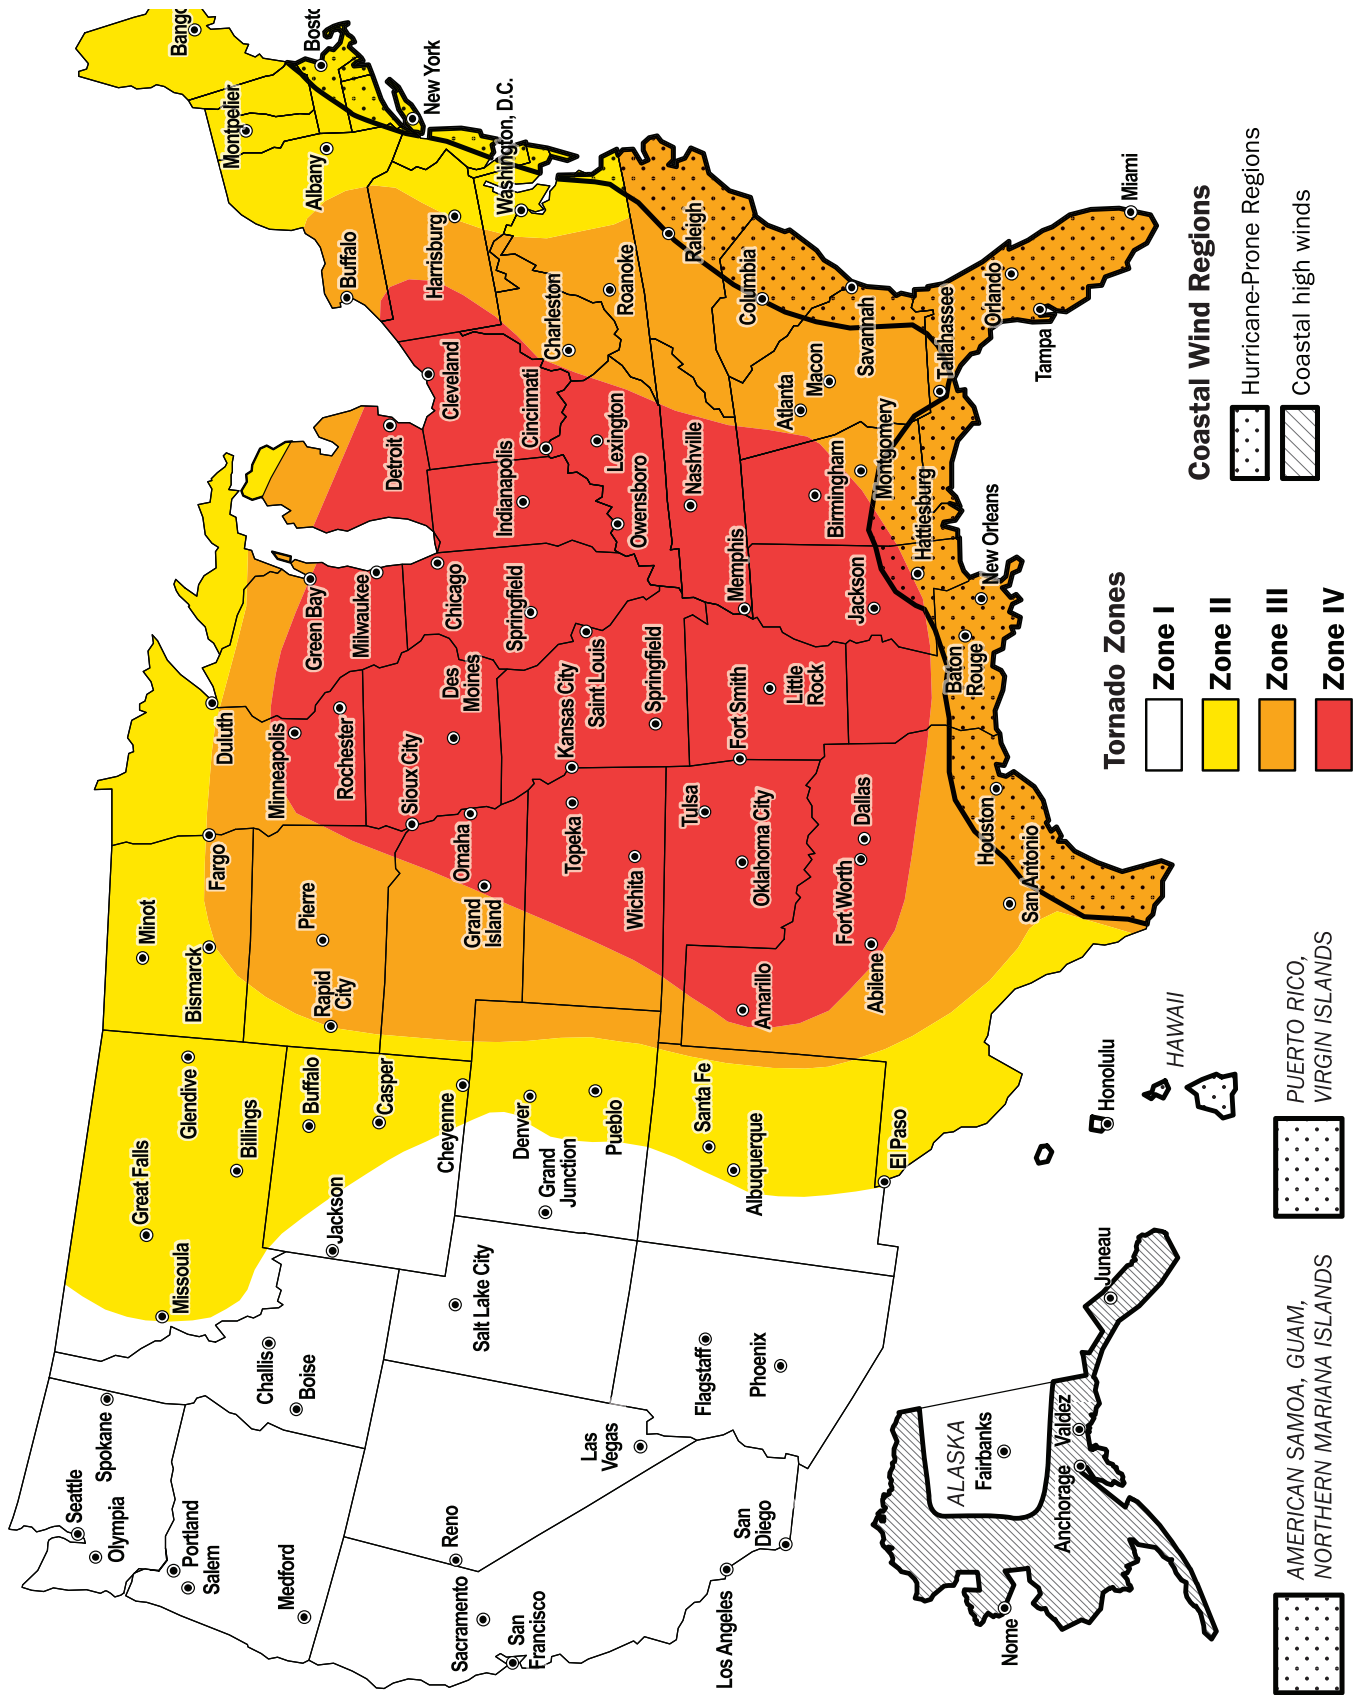 Seattle
Olympia
Spokane
Portland
Salem
Medford
Challis
Boise
Reno
Sacramento
San
Francisco
Las
Vegas
Los Angeles
San
Diego
Missoula
Great Falls
Glendive
Billings
Buffalo
Jackson
Casper
Cheyenne
Salt Lake City
Grand
Junction
Denver
Pueblo
Flagstaff
Phoenix
Santa Fe
Albuquerque
El Paso
Minot
Bismarck
Fargo
Rapid
City
Pierre
Grand
Island
Omaha
Sioux City
Topeka
Wichita
Tulsa
Oklahoma City
Amarillo
Fort Worth
Dallas
Abilene
San Antonio
Houston
Duluth
Minneapolis
Rochester
Des
Moines
Kansas City
Saint Louis
Springfield
Fort Smith
Little
Rock
Baton
Rouge
New Orleans
Green Bay
Milwaukee
Chicago
Springfield
Indianapolis
Detroit
Cleveland
Cincinnati
Lexington
Owensboro
Nashville
Memphis
Jackson
Hattiesburg
Birmingham
Montgomery
Atlanta
Macon
Savannah
Tallahassee
Orlando
Tampa
Miami
Columbia
Raleigh
Roanoke
Charleston
Harrisburg
Washington, D.C.
Buffalo
Albany
Montpelier
New York
ALASKA
Fairbanks
Nome
Anchorage
Valdez
Juneau
Honolulu
HAWAII
AMERICAN SAMOA, GUAM,
NORTHERN MARIANA ISLANDS
PUERTO RICO,
VIRGIN ISLANDS
Tornado Zones
Zone I
Zone II
Zone III
Zone IV
Coastal Wind Regions
Hurricane-Prone Regions
Coastal high winds